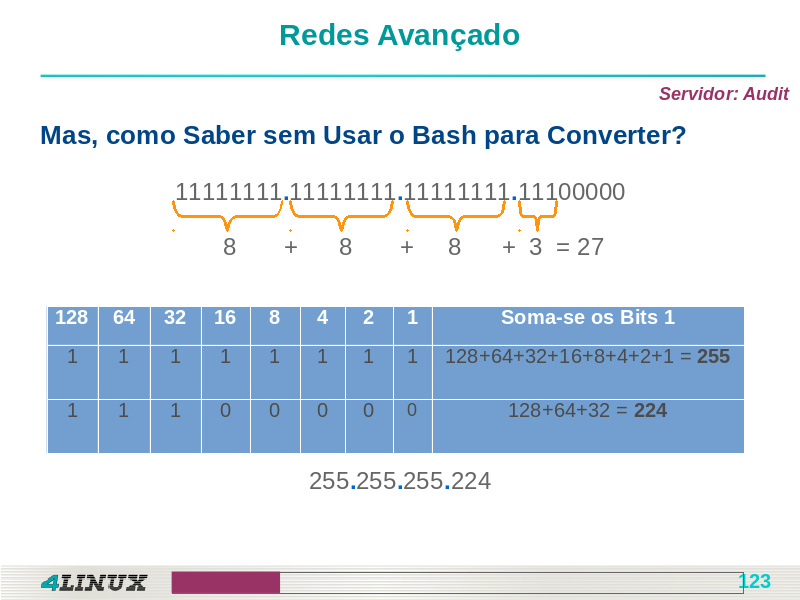 Redes Avançado
Servidor: Audit
Mas, como Saber sem Usar o Bash para Converter?
11111111.11111111.11111111.11100000
8 + 8 + 8 + 3 = 27
128 64 32 16 8 4 2 1 Soma-se os Bits 1
1 1 1 1 1 1 1 1 128+64+32+16+8+4+2+1 = 255
1 1 1 0 0 0 0 0 128+64+32 = 224
255.255.255.224
4LINUX
123